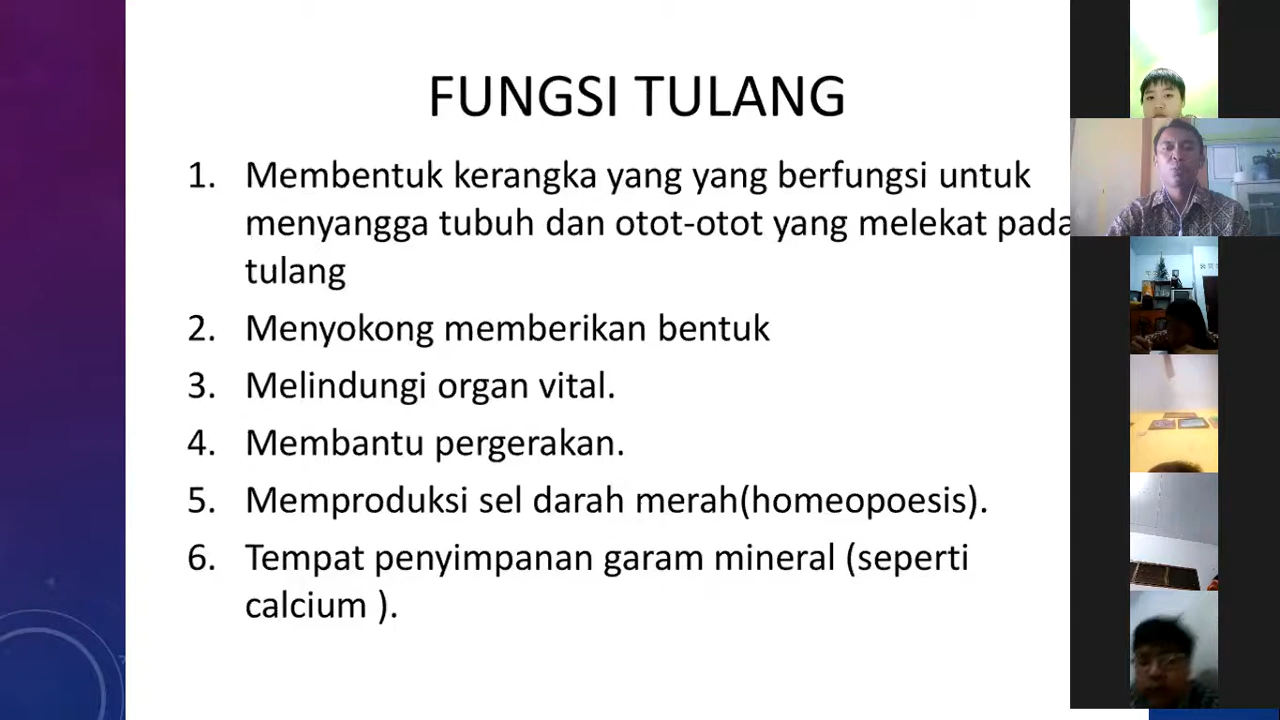 FUNGSI TULANG
1. Membentuk kerangka yang yang berfungsi untuk
menyangga tubuh dan otot-otot yang melekat pada
tulang
2. Menyokong memberikan bentuk
3. Melindungi organ vital.
4. Membantu pergerakan.
5. Memproduksi sel darah merah(homeopoesis).
6. Tempat penyimpanan garam mineral (seperti
calcium ).